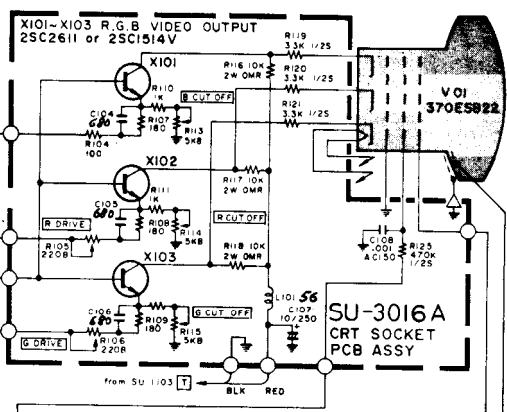 X101~X103 R.G.B VIDEO OUTPUT
2SC2611 or 2SC1514V
X101
R116 10K
2W OMR
R119
3.3K 1/2S
R120
3.3K 1/2S
R121
3.3K 1/2S
V01
370ESB22
R110
1K
B CUT OFF
C104
680
R107
180
R113
5KB
R104
100
X102
R111
1K
R117 10K
2W OMR
C105
680
R108
180
R114
5KB
R CUT OFF
R DRIVE
R105
220B
X103
R118 10K
2W OMR
C108
.001
AC150
R125
470K
1/2S
L101 56
C107
10/250
C106
680
R109
180
G CUT OFF
R115
5KB
G DRIVE
R106
220B
SU-3016A
CRT SOCKET
PCB ASSY
from SU 1103 T
BLK
RED